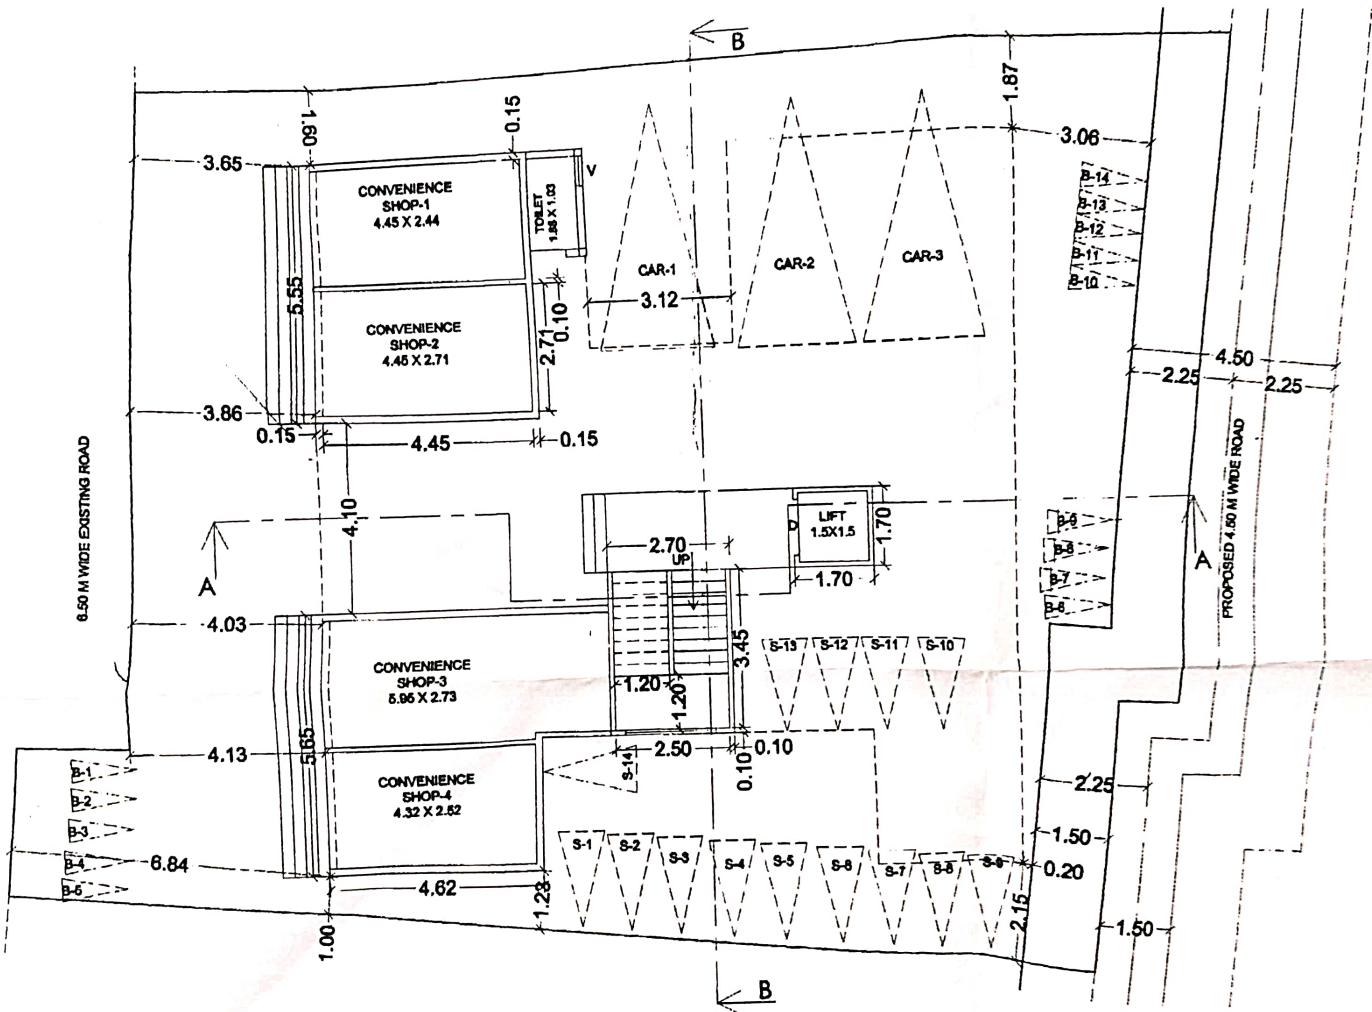 B
1.87
3.06
1.60
0.15
3.65
V
CONVENIENCE
SHOP-1
4.45 X 2.44
TOILET
B-14
B-13
B-12
B-11
B-10
CAR-1
CAR-2
CAR-3
3.12
5.55
0.10
2.71
CONVENIENCE
SHOP-2
4.45 X 2.71
4.50
2.25
2.25
3.86
0.15
4.45
0.15
6.50 M WIDE EXISTING ROAD
PROPOSED 4.50 M WIDE ROAD
4.10
A
LIFT
1.5X1.5
D
1.70
1.70
2.70
UP
B-9
B-8
B-7
B-6
A
4.03
3.45
S-13
S-12
S-11
S-10
CONVENIENCE
SHOP-3
5.95 X 2.73
1.20
1.20
5.65
4.13
2.50
0.10
0.10
S-14
CONVENIENCE
SHOP-4
4.32 X 2.52
B-1
B-2
B-3
B-4
B-5
2.25
1.50
0.20
6.84
4.62
1.23
S-1
S-2
S-3
S-4
S-5
S-6
S-7
S-8
S-9
2.15
1.50
1.00
B